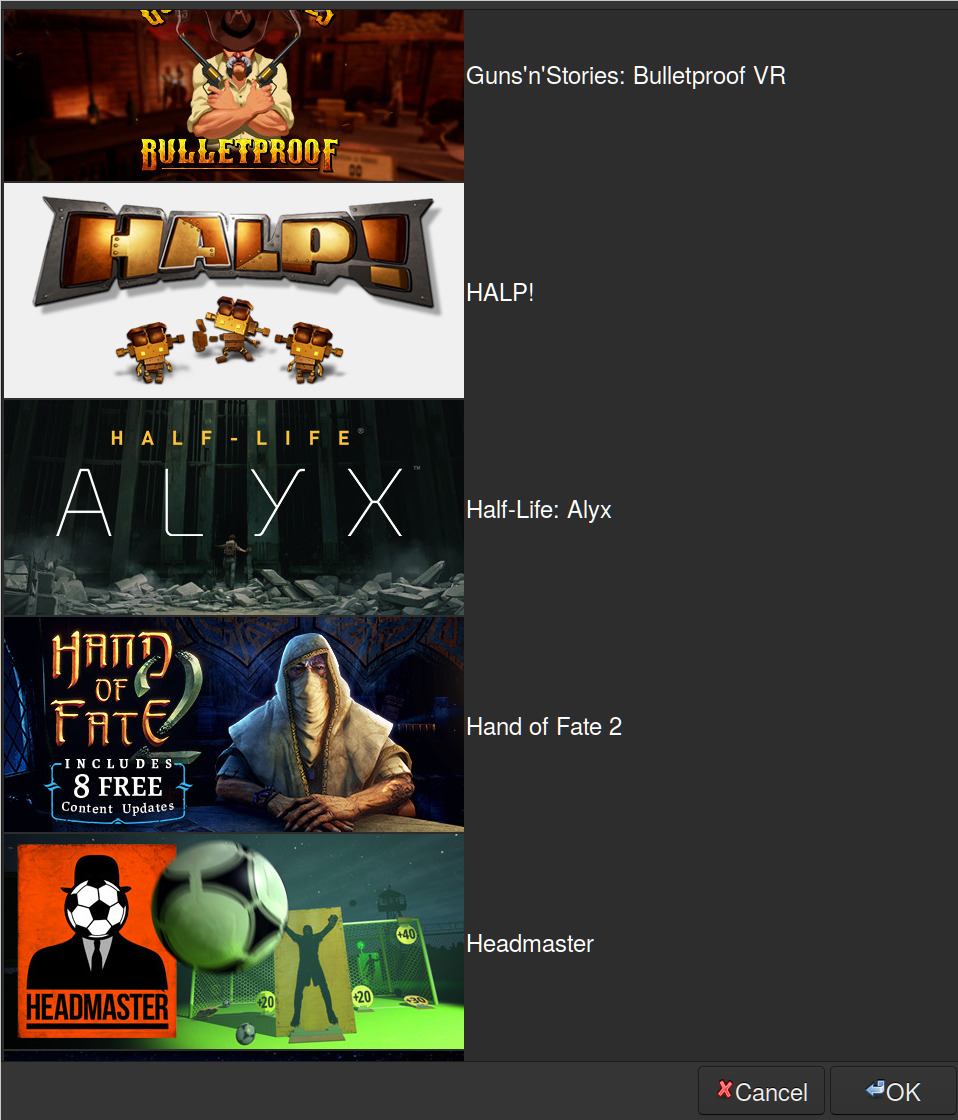 BULLETPROOF
Guns'n'Stories: Bulletproof VR
HALP!
HALP!
HALF-LIFE®
ALYX™
Half-Life: Alyx
HAND
OF
FATE 2
INCLUDES
8 FREE
Content Updates
Hand of Fate 2
HEADMASTER
+40
+20
+20
+30
Headmaster
Cancel
OK